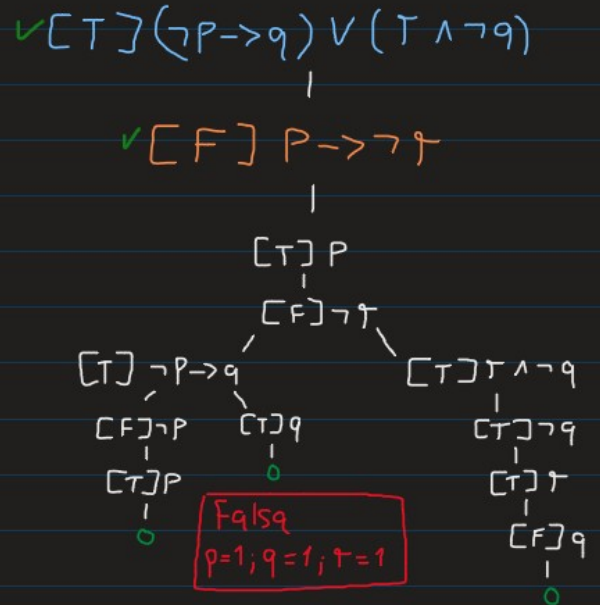 ✓[T](¬P->q) V (T ∧ ¬q)
✓[F] P->¬r
[T] P
[F]¬r
[T] ¬P->q [T] r ∧ ¬q
[F]¬P [T]q [T]¬q
[T]P O [T] r
O [F]q
Falsa
p=1; q=1; r=1
O